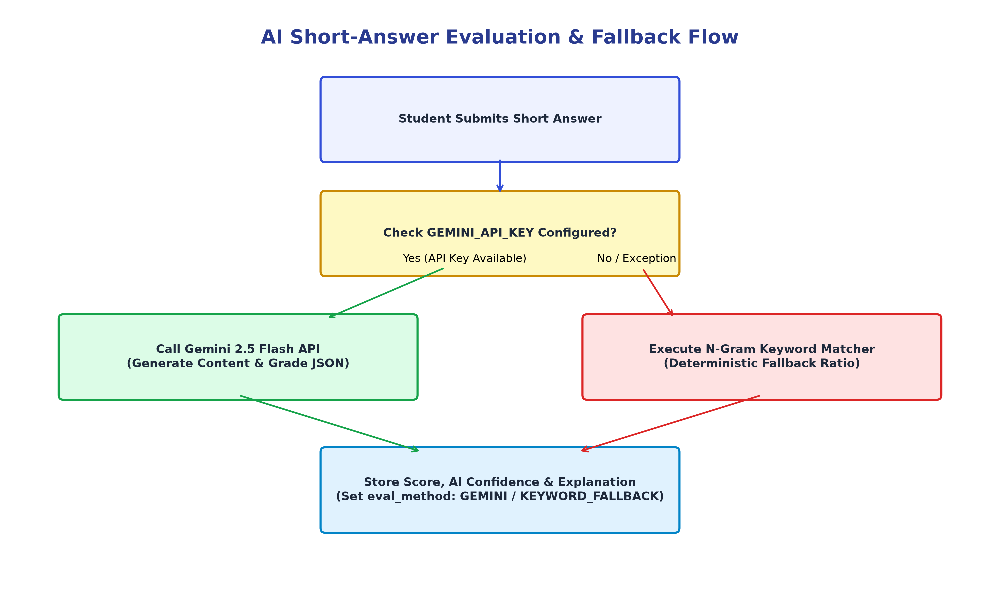 AI Short-Answer Evaluation & Fallback Flow
Student Submits Short Answer
Check GEMINI_API_KEY Configured?
Yes (API Key Available)
No / Exception
Call Gemini 2.5 Flash API
(Generate Content & Grade JSON)
Execute N-Gram Keyword Matcher
(Deterministic Fallback Ratio)
Store Score, AI Confidence & Explanation
(Set eval_method: GEMINI / KEYWORD_FALLBACK)